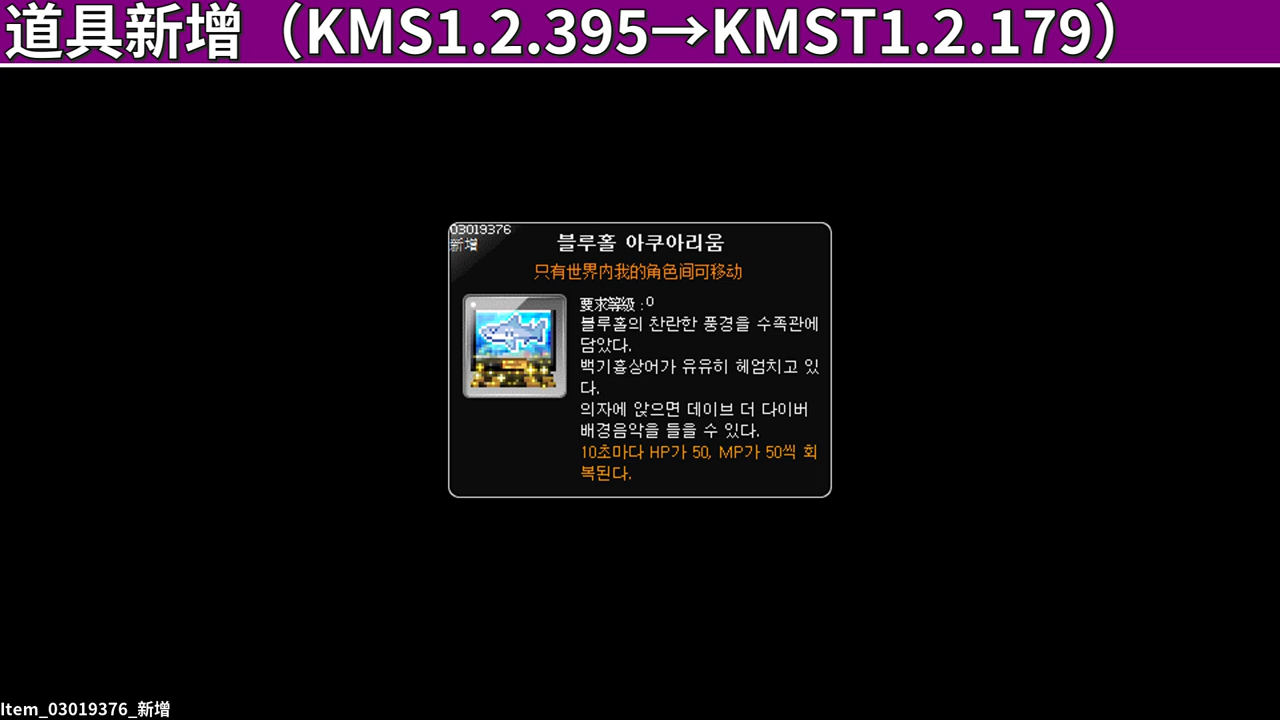 道具新增（KMS1.2.395→KMST1.2.179）
03019376
新增
블루홀 아쿠아리움
只有世界内我的角色间可移动
要求等級 : 0
블루홀의 찬란한 풍경을 수족관에
담았다.
백기흉상어가 유유히 헤엄치고 있
다.
의자에 앉으면 데이브 더 다이버
배경음악을 들을 수 있다.
10초마다 HP가 50, MP가 50씩 회
복된다.
Item_03019376_新增